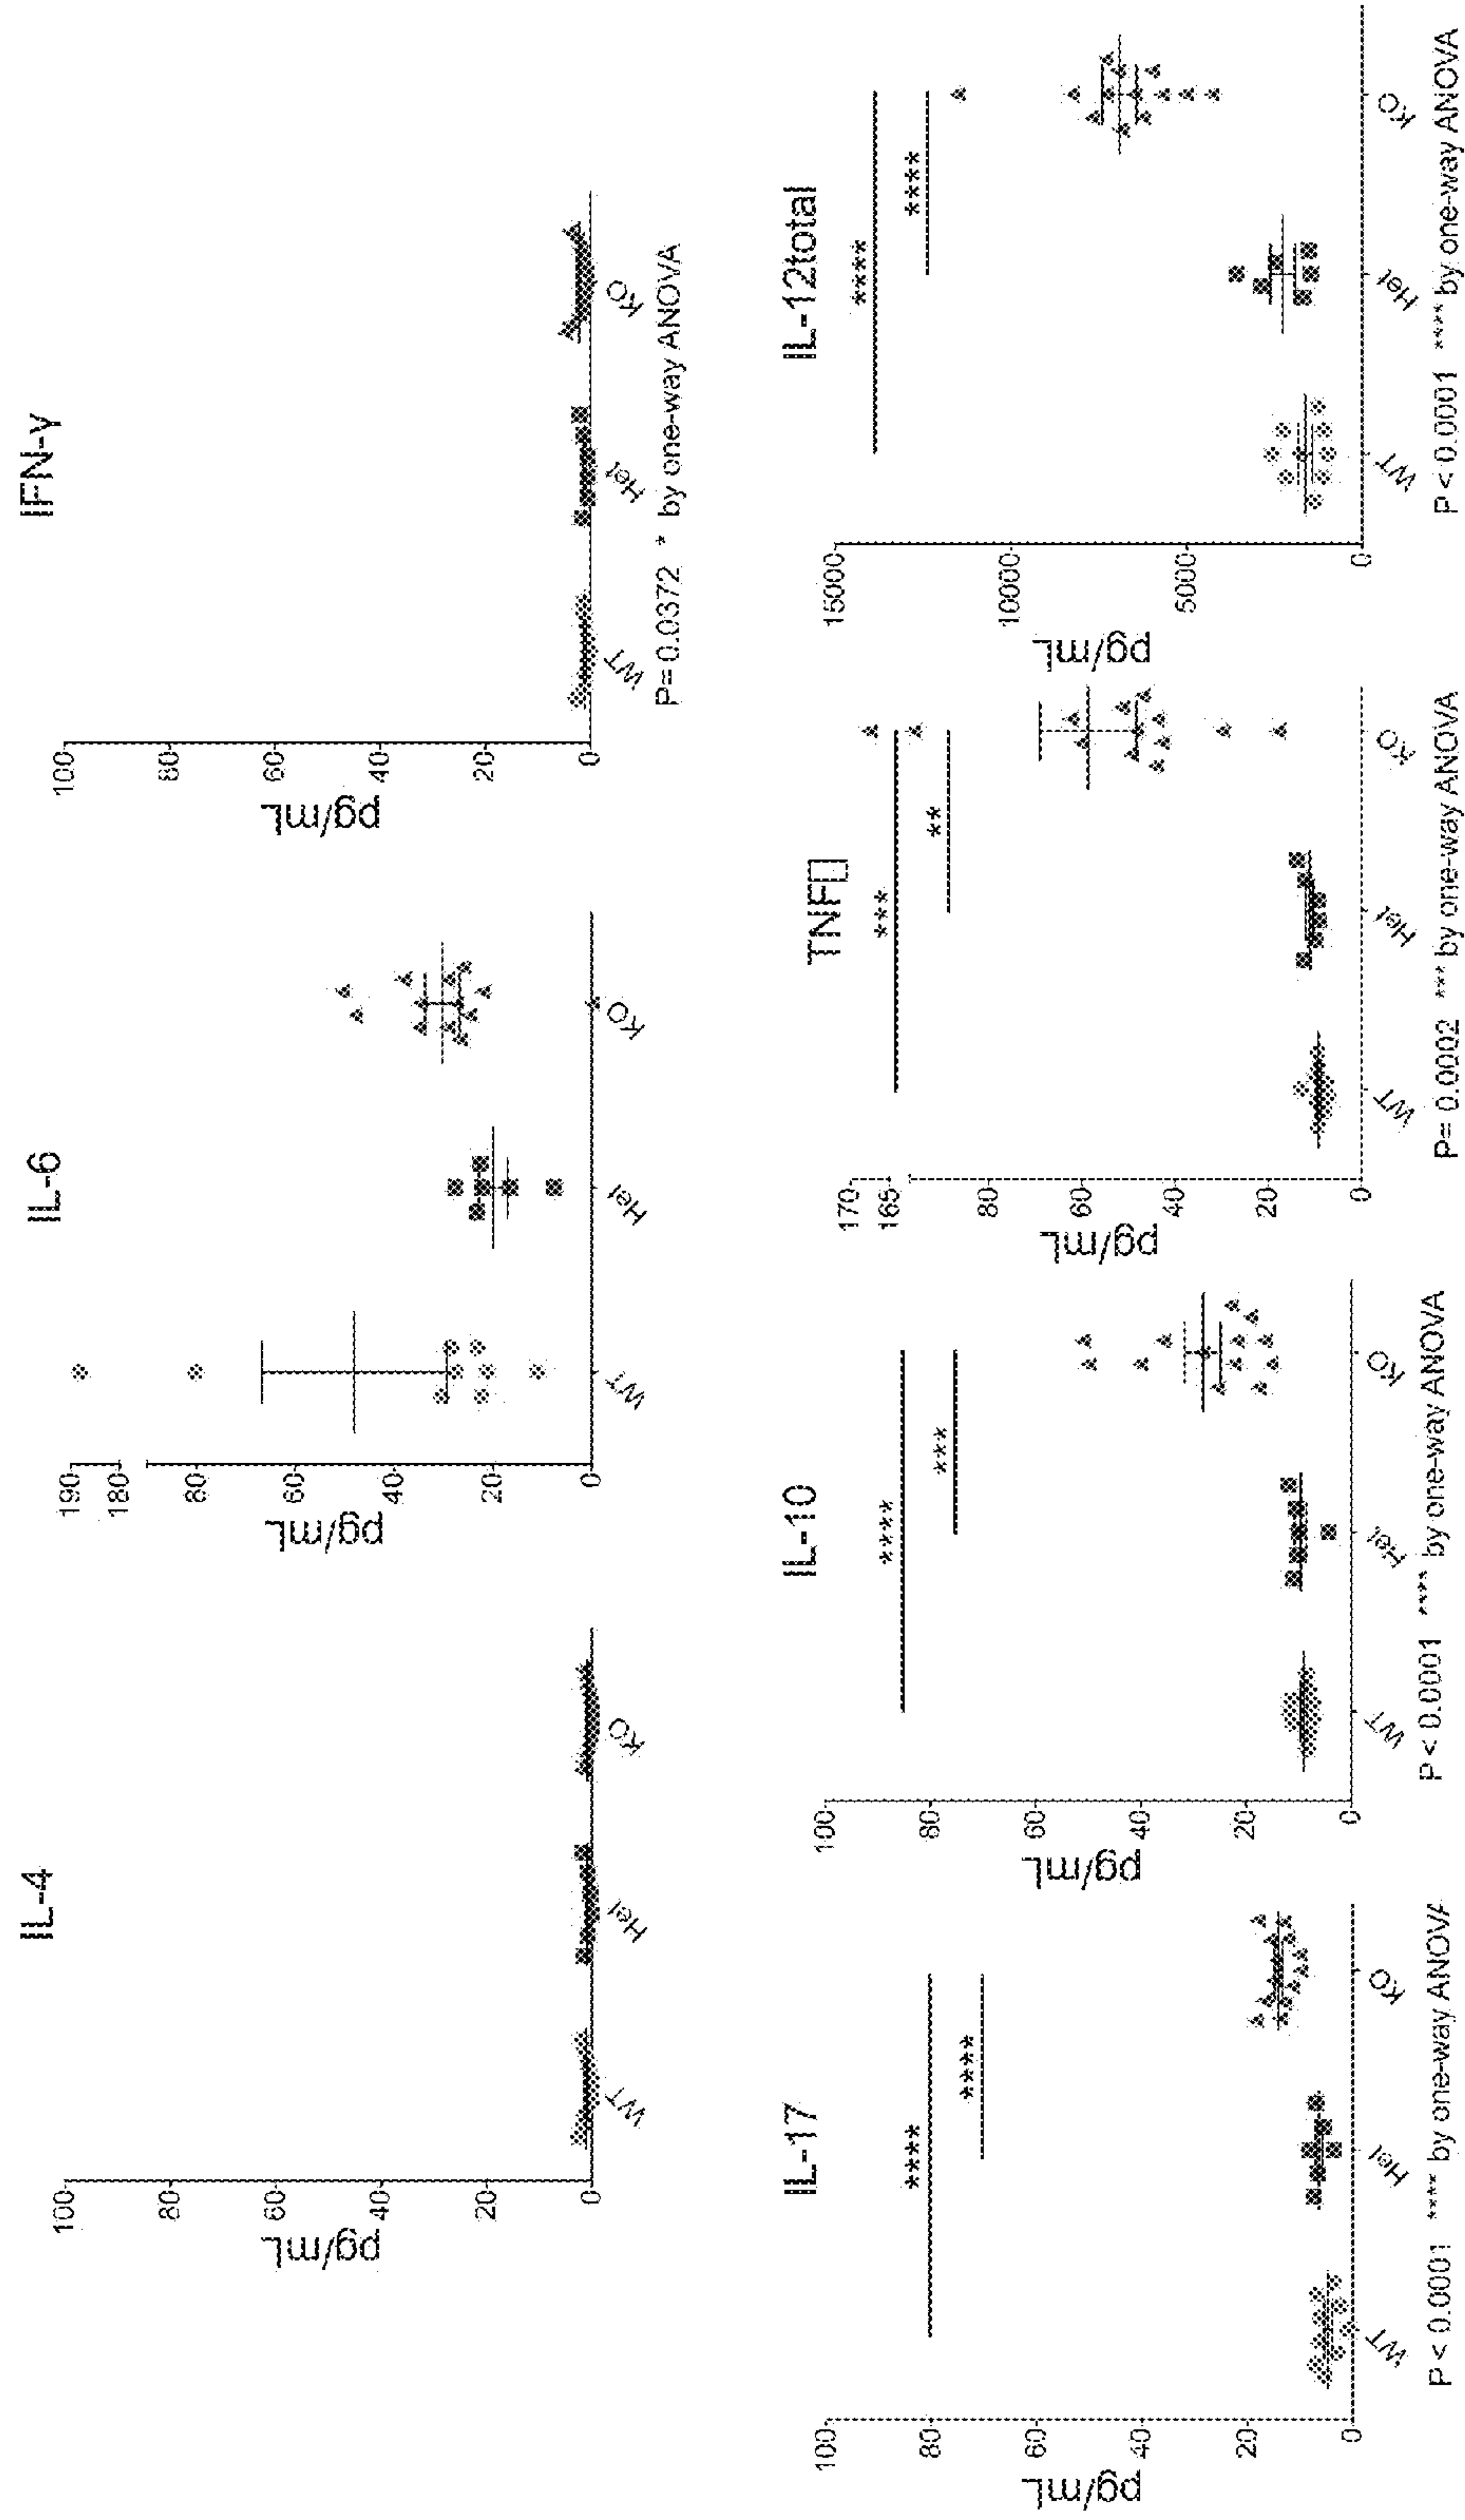 IL-4
pg/mL
100
80
60
40
20
0
WT
Het
KO
IL-6
pg/mL
190
180
80
60
40
20
0
WT
Het
KO
IFN-γ
pg/mL
100
80
60
40
20
0
WT
Het
KO
P= 0.0372 * by one-way ANOVA
IL-17
pg/mL
100
80
60
40
20
0
****
****
WT
Het
KO
P < 0.0001 **** by one-way ANOVA
IL-10
pg/mL
100
80
60
40
20
0
****
***
WT
Het
KO
P < 0.0001 **** by one-way ANOVA
TNF▯
pg/mL
170
165
80
60
40
20
0
***
**
WT
Het
KO
P= 0.0002 *** by one-way ANOVA
IL-12total
pg/mL
15000
10000
5000
0
****
****
WT
Het
KO
P < 0.0001 **** by one-way ANOVA